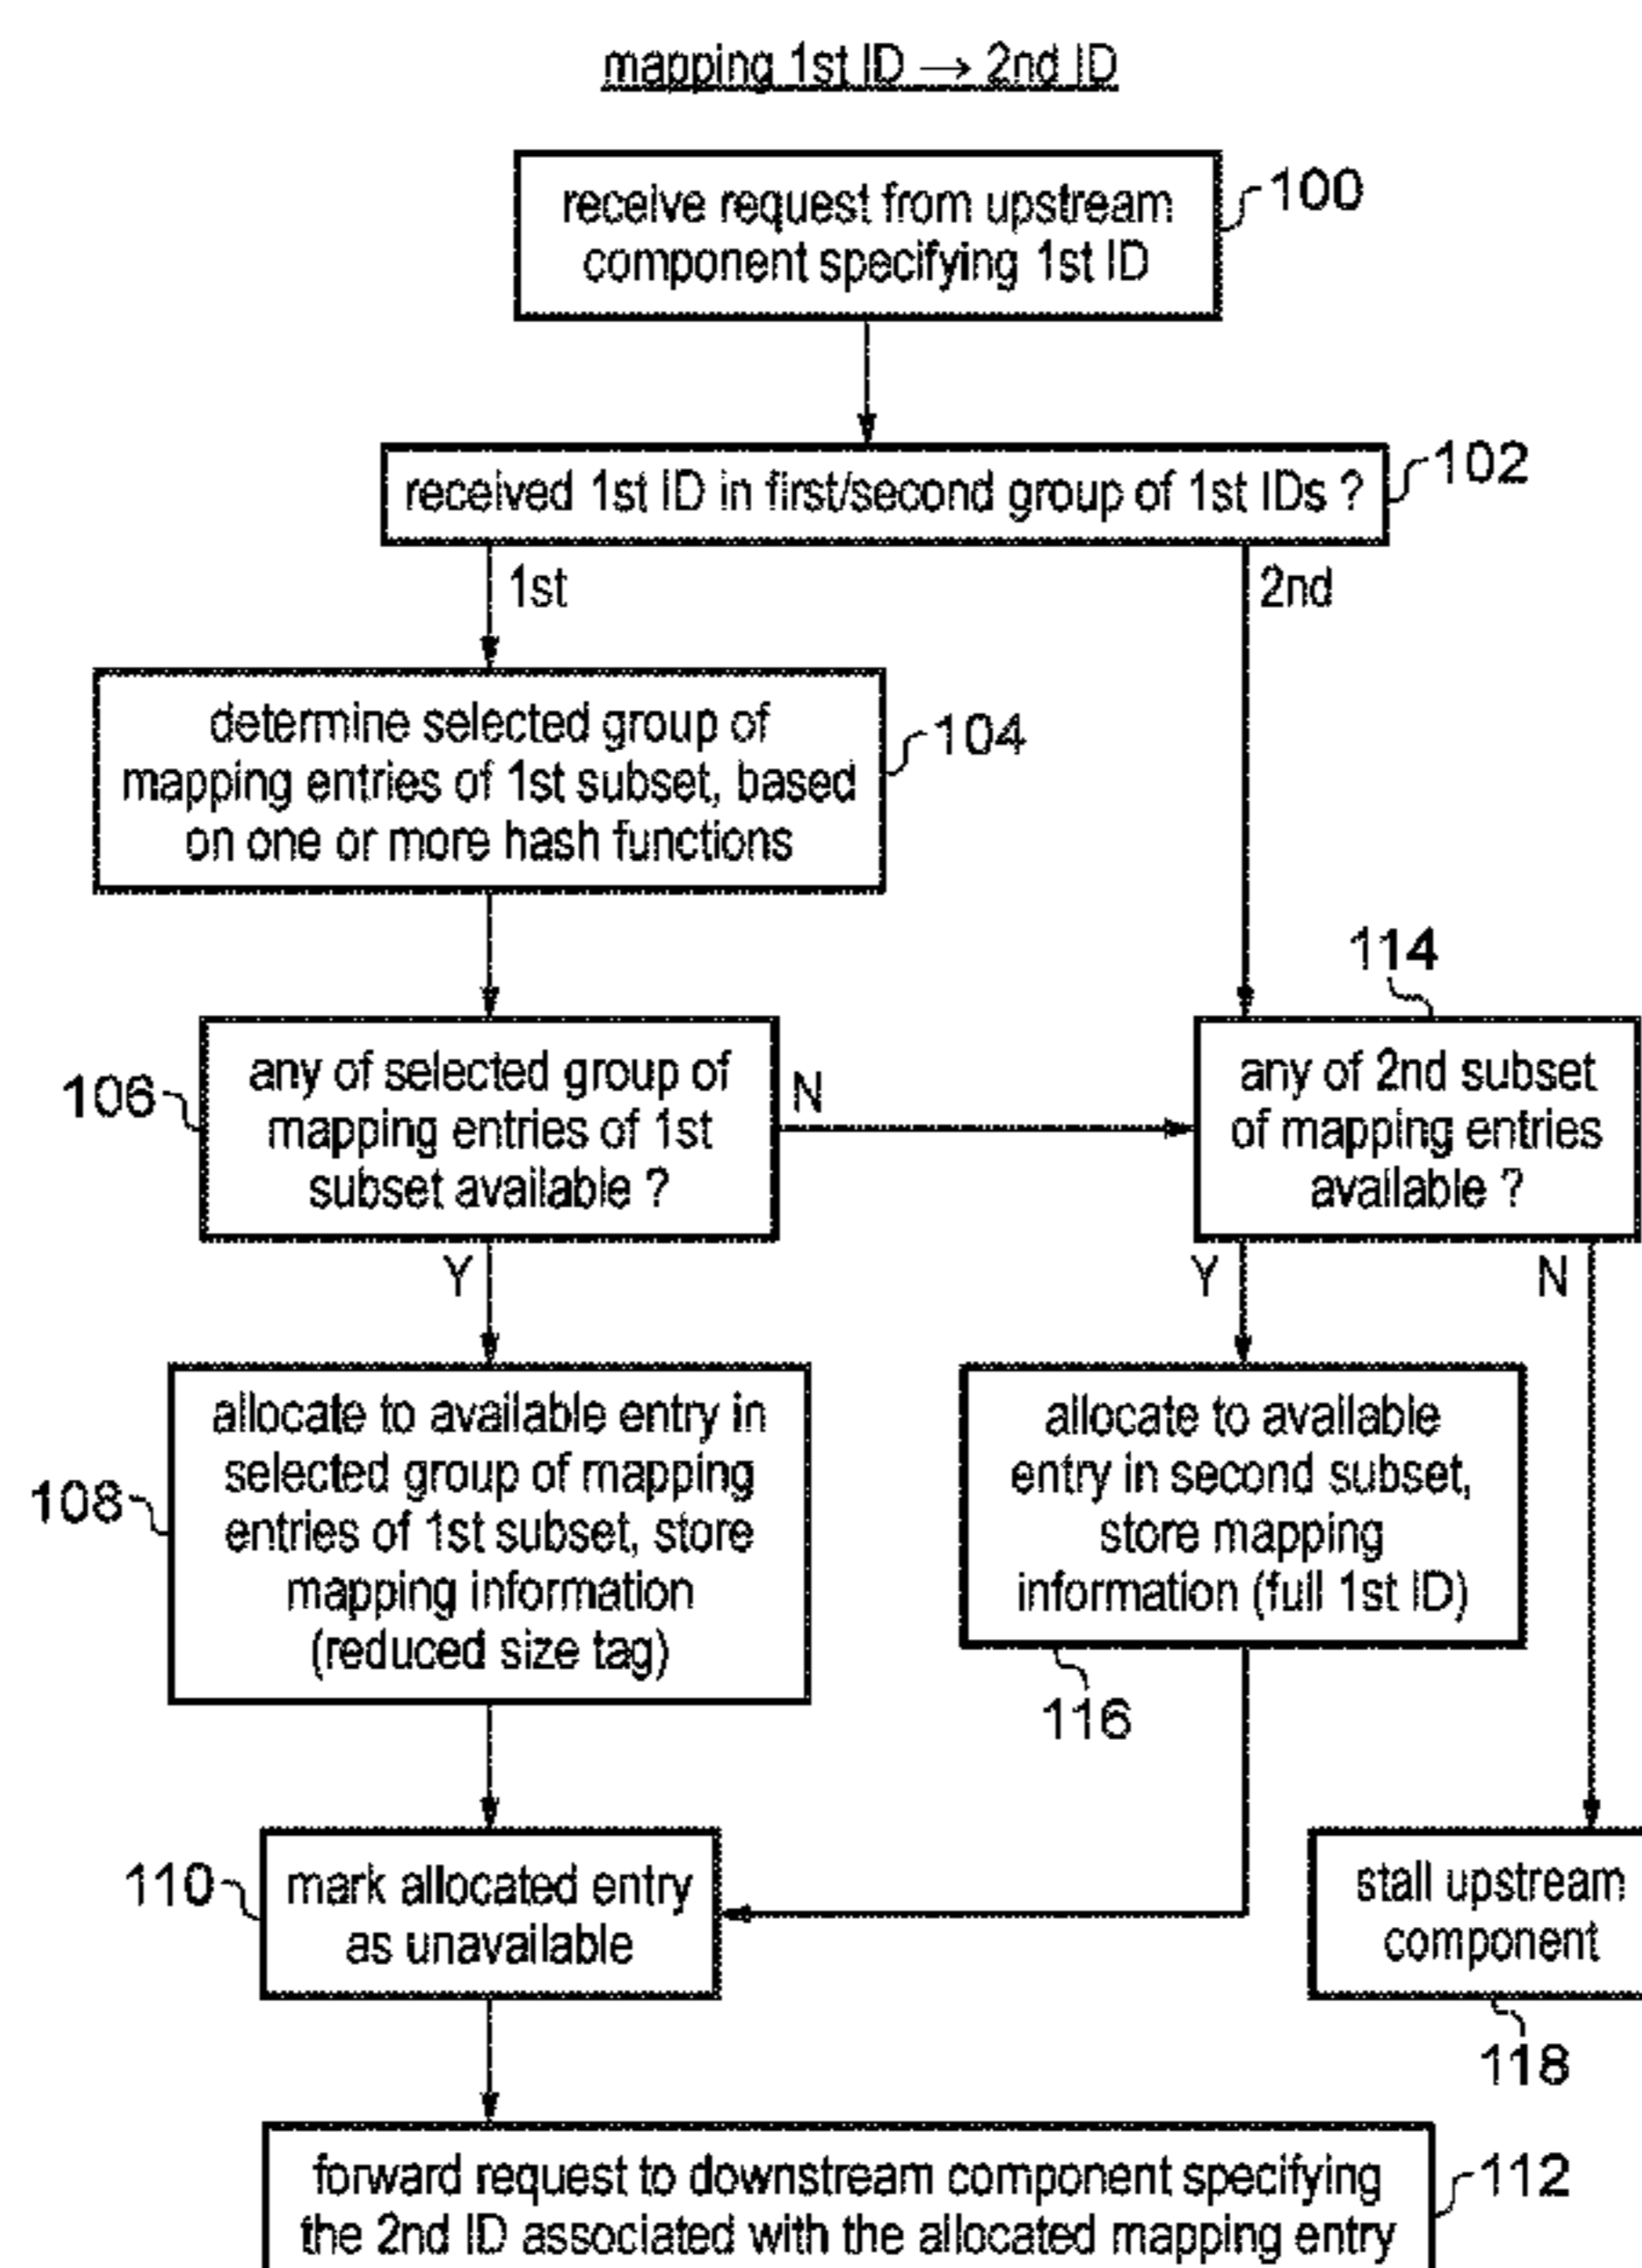 mapping 1st ID → 2nd ID
receive request from upstream
component specifying 1st ID
100
received 1st ID in first/second group of 1st IDs ?
102
1st
2nd
determine selected group of
mapping entries of 1st subset, based
on one or more hash functions
104
114
106
any of selected group of
mapping entries of 1st
subset available ?
N
any of 2nd subset
of mapping entries
available ?
Y
Y
N
108
allocate to available entry in
selected group of mapping
entries of 1st subset, store
mapping information
(reduced size tag)
allocate to available
entry in second subset,
store mapping
information (full 1st ID)
116
110
mark allocated entry
as unavailable
stall upstream
component
118
forward request to downstream component specifying
the 2nd ID associated with the allocated mapping entry
112